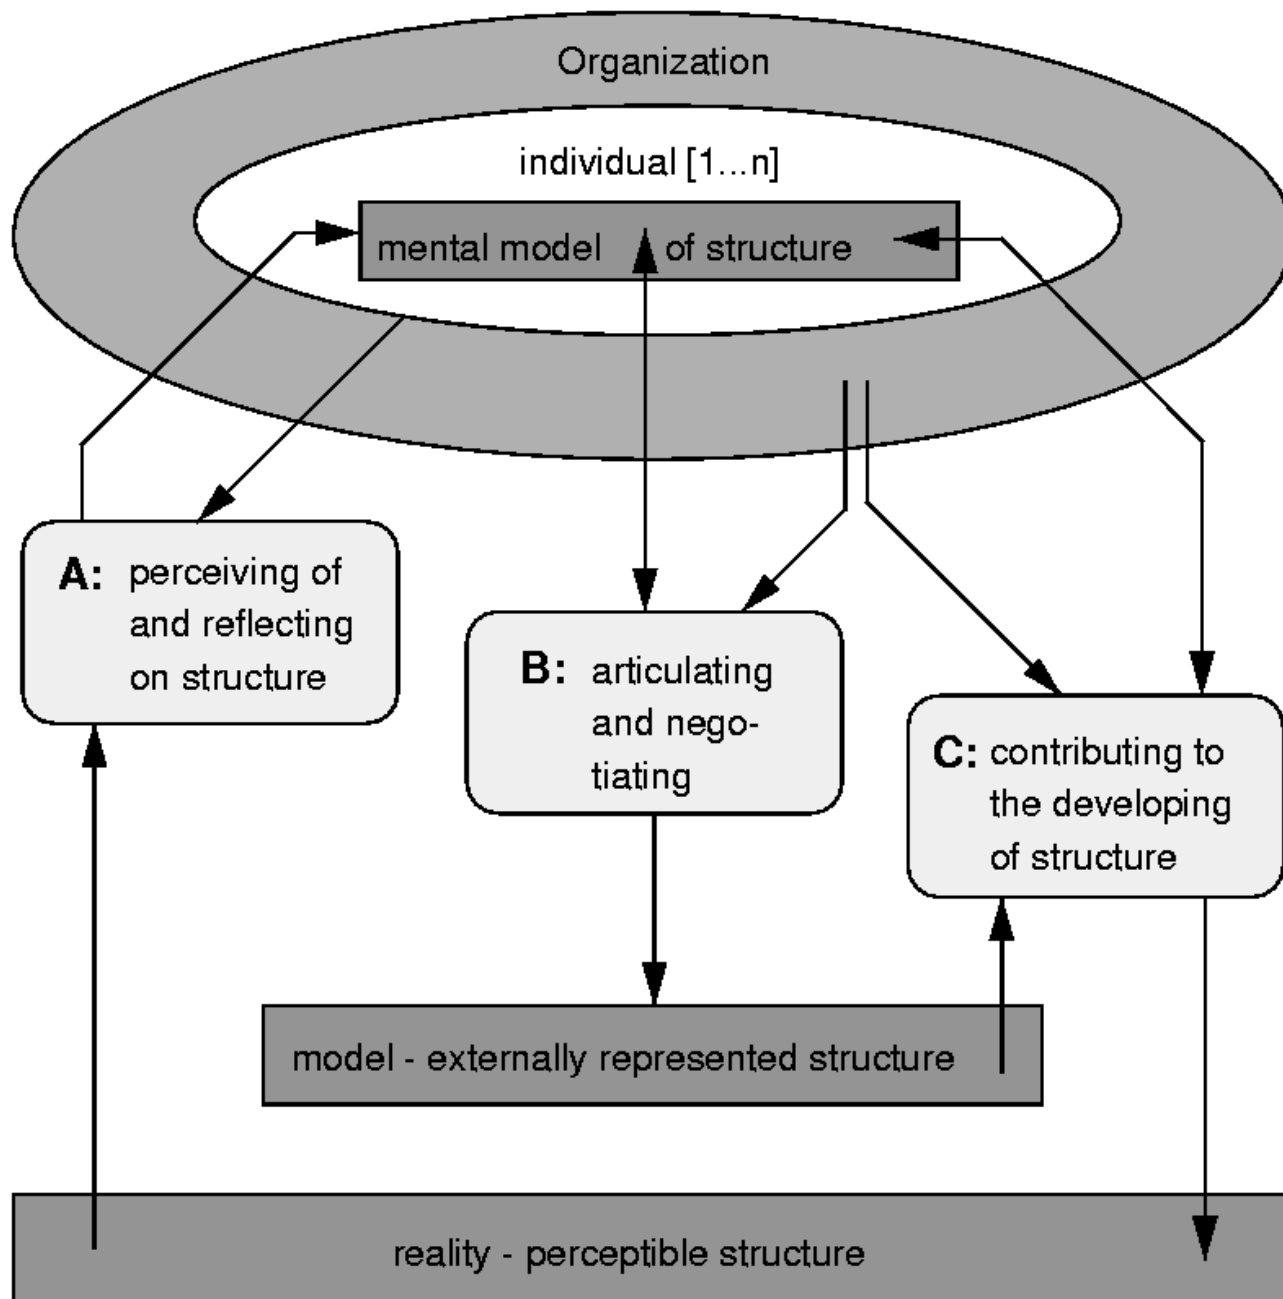 Organization
individual [1...n]
mental model of structure
A: perceiving of
and reflecting
on structure
B: articulating
and nego-
tiating
C: contributing to
the developing
of structure
model - externally represented structure
reality - perceptible structure